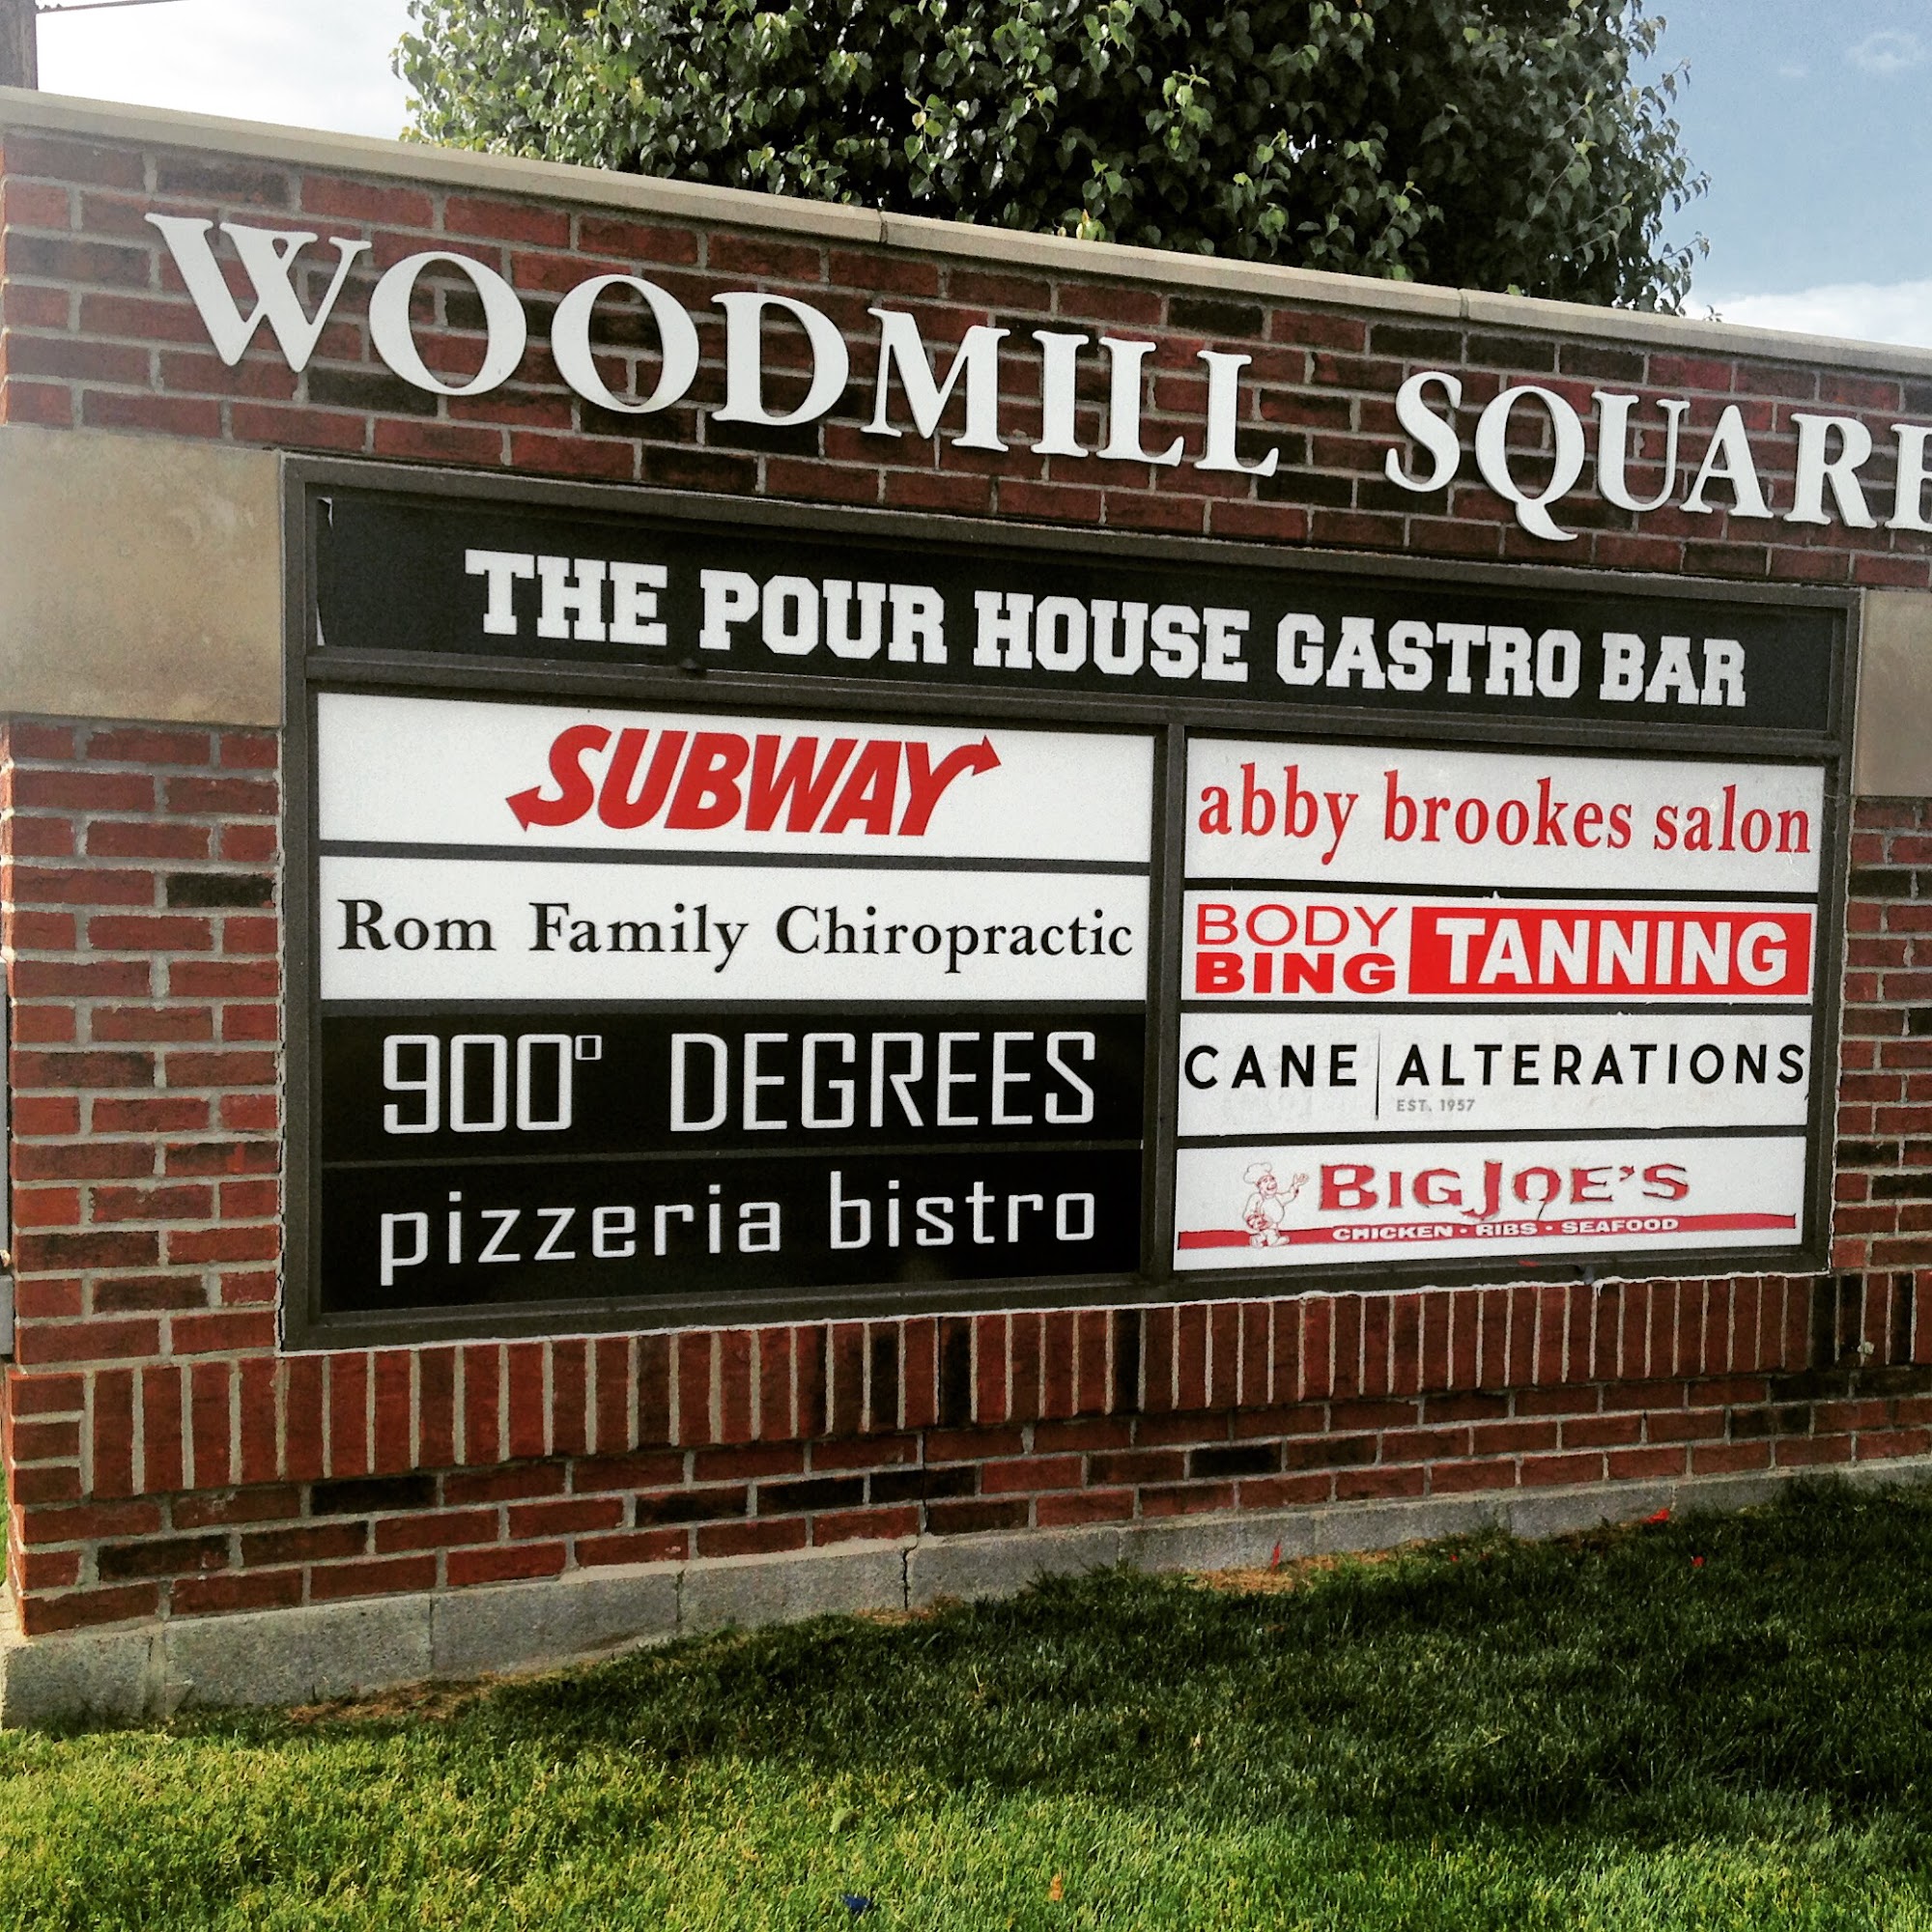 WOODMILL SQUARE
THE POUR HOUSE GASTRO BAR
SUBWAY
Rom Family Chiropractic
900° DEGREES
pizzeria bistro
abby brookes salon
BODY BING TANNING
CANE ALTERATIONS
EST. 1957
BIG JOE'S
CHICKEN • RIBS • SEAFOOD